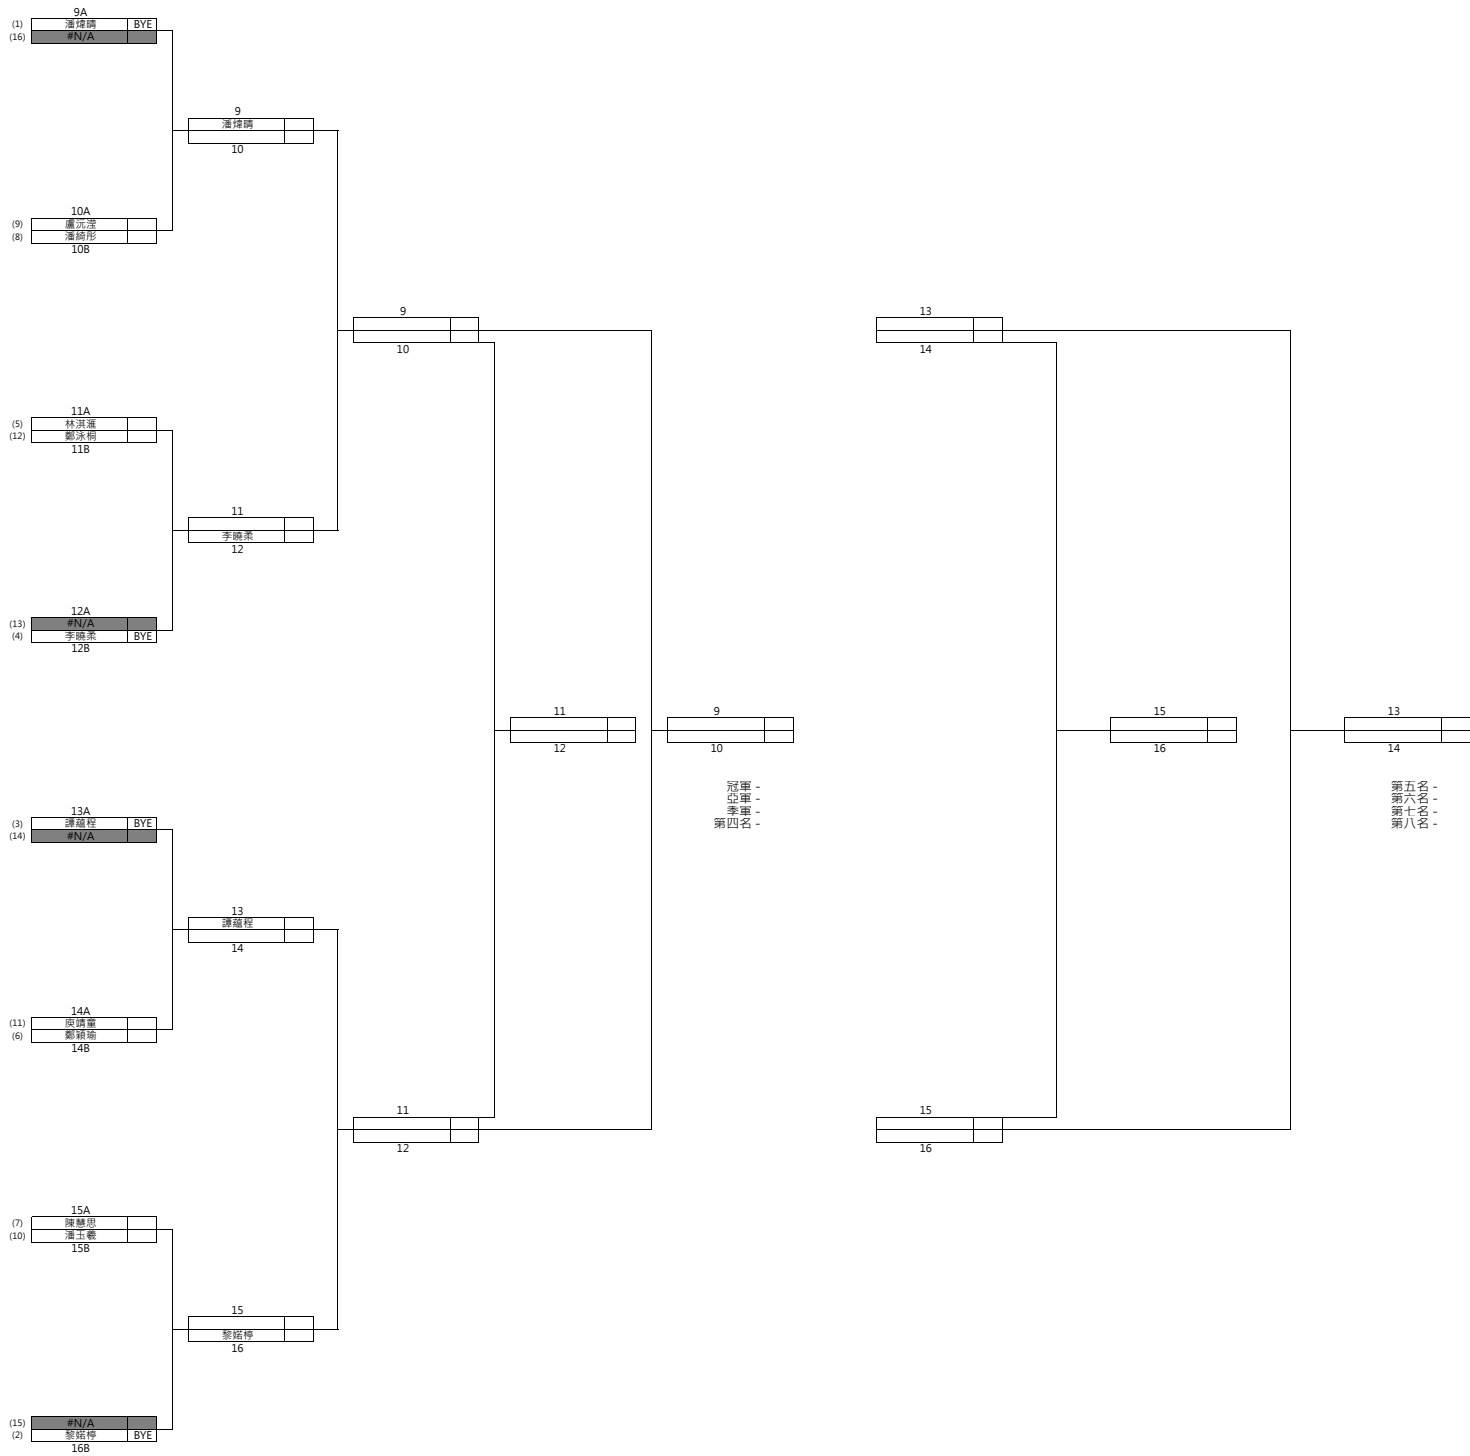 9A
(1) 潘煒晴 BYE
(16) #N/A
9
潘煒晴
10
10A
(9) 盧沅瀅
(8) 潘綺彤
10B
9
10
13
14
11A
(5) 林淇滙
(12) 鄭泳桐
11B
11
李曉柔
12
12A
(13) #N/A
(4) 李曉柔 BYE
12B
11
12
9
10
15
16
13
14
冠軍 -
亞軍 -
季軍 -
第四名 -
第五名 -
第六名 -
第七名 -
第八名 -
13A
(3) 譚蘊程 BYE
(14) #N/A
13
譚蘊程
14
14A
(11) 庾靖童
(6) 鄭穎瑜
14B
11
12
15
16
15A
(7) 陳慧思
(10) 潘玉羲
15B
15
黎婼楟
16
(15) #N/A
(2) 黎婼楟 BYE
16B